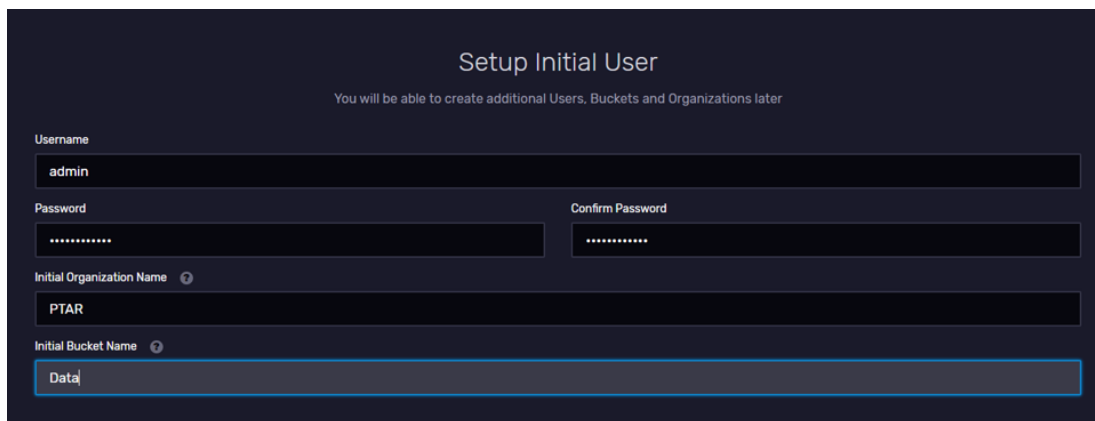 Setup Initial User
You will be able to create additional Users, Buckets and Organizations later
Username
admin
Password
Confirm Password
••••••••••••
••••••••••••
Initial Organization Name ?
PTAR
Initial Bucket Name ?
Data